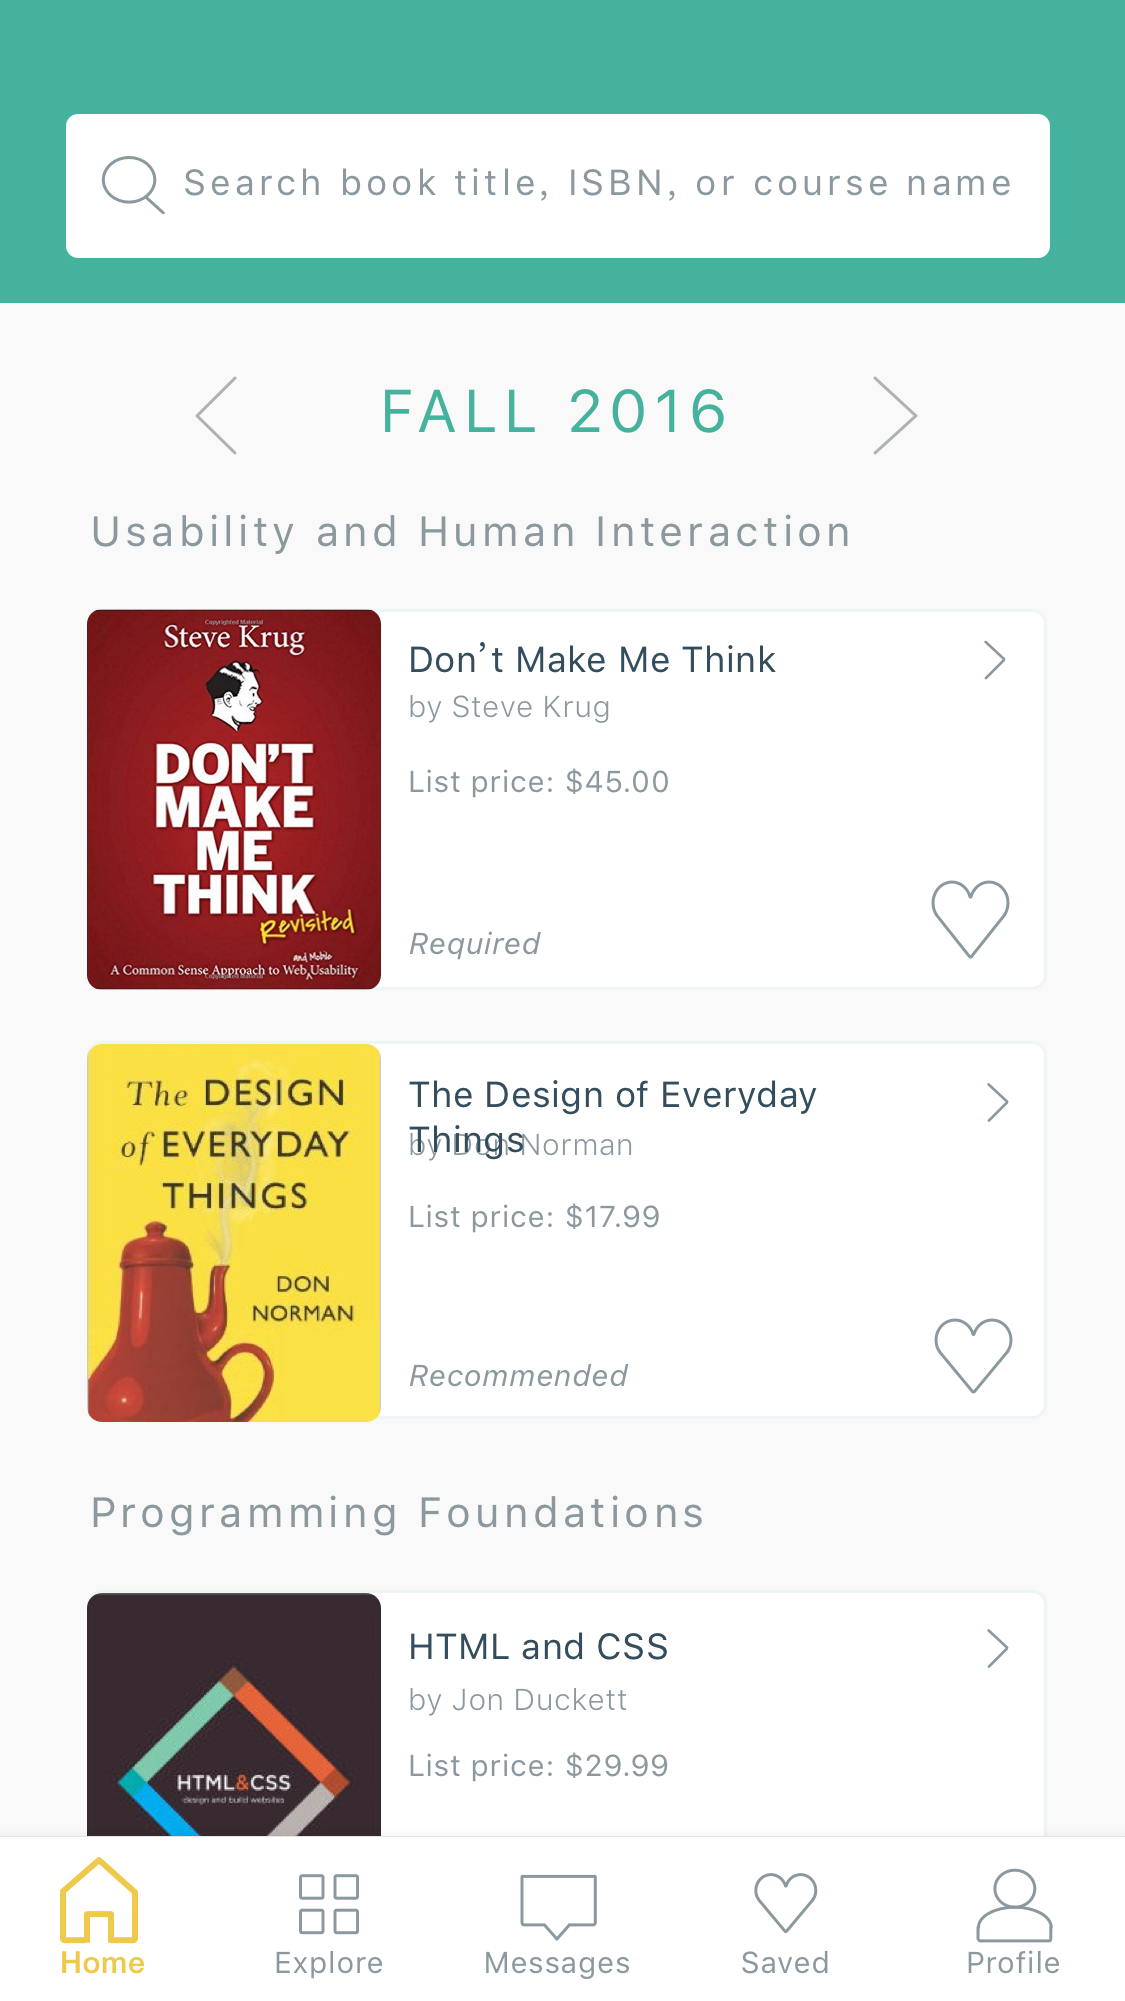 Search book title, ISBN, or course name
FALL 2016
Usability and Human Interaction
Copyrighted Material
Steve Krug
DON'T
MAKE
ME
THINK
Revisited
and Mobile
A Common Sense Approach to Web Usability
Copyrighted Material
Don’t Make Me Think
by Steve Krug
List price: $45.00
Required
The DESIGN
of EVERYDAY
THINGS
DON
NORMAN
The Design of Everyday
Things
by Don Norman
List price: $17.99
Recommended
Programming Foundations
HTML&CSS
design and build websites
HTML and CSS
by Jon Duckett
List price: $29.99
Home
Explore
Messages
Saved
Profile